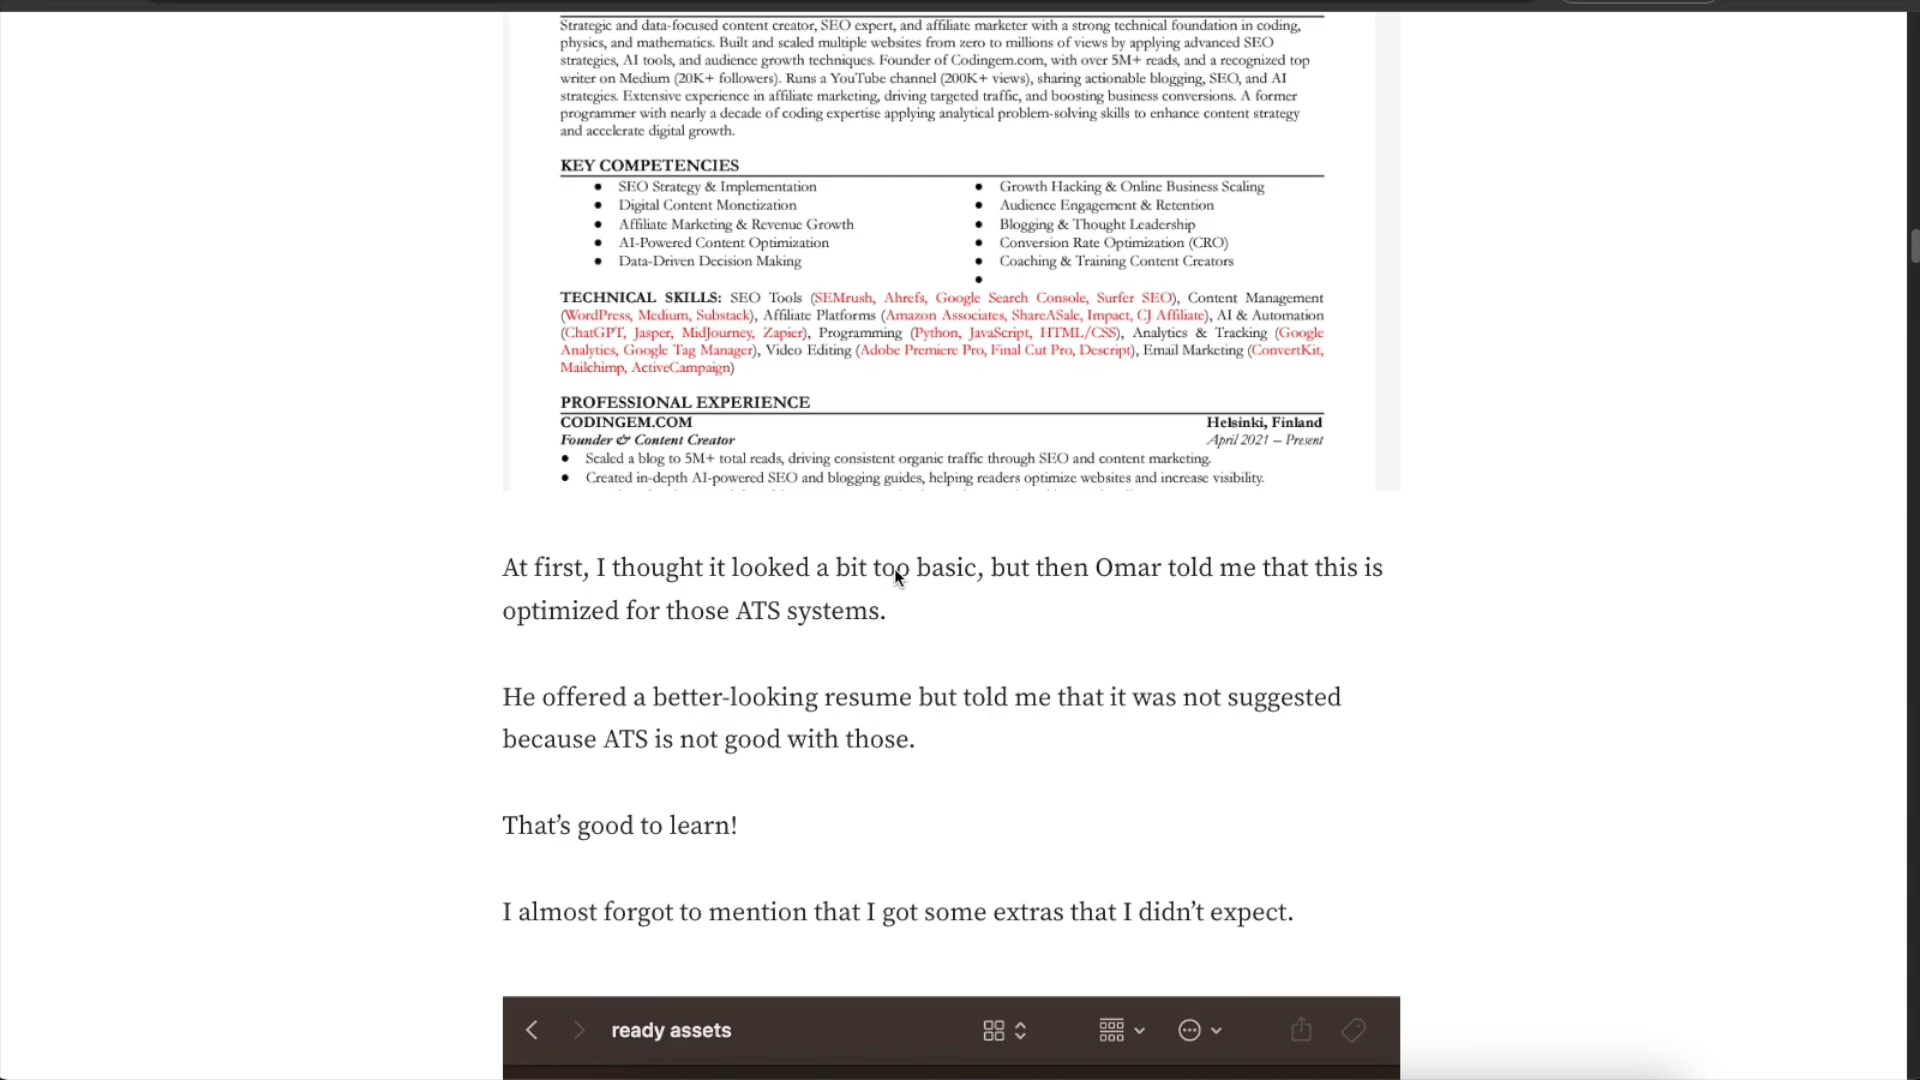 Strategic and data-focused content creator, SEO expert, and affiliate marketer with a strong technical foundation in coding,
physics, and mathematics. Built and scaled multiple websites from zero to millions of views by applying advanced SEO
strategies, AI tools, and audience growth techniques. Founder of Codingem.com, with over 5M+ reads, and a recognized top
writer on Medium (20K+ followers). Runs a YouTube channel (200K+ views), sharing actionable blogging, SEO, and AI
strategies. Extensive experience in affiliate marketing, driving targeted traffic, and boosting business conversions. A former
programmer with nearly a decade of coding expertise applying analytical problem-solving skills to enhance content strategy
and accelerate digital growth.
KEY COMPETENCIES
● SEO Strategy & Implementation
● Digital Content Monetization
● Affiliate Marketing & Revenue Growth
● AI-Powered Content Optimization
● Data-Driven Decision Making
● Growth Hacking & Online Business Scaling
● Audience Engagement & Retention
● Blogging & Thought Leadership
● Conversion Rate Optimization (CRO)
● Coaching & Training Content Creators
●
TECHNICAL SKILLS: SEO Tools (SEMrush, Ahrefs, Google Search Console, Surfer SEO), Content Management
(WordPress, Medium, Substack), Affiliate Platforms (Amazon Associates, ShareASale, Impact, CJ Affiliate), AI & Automation
(ChatGPT, Jasper, MidJourney, Zapier), Programming (Python, JavaScript, HTML/CSS), Analytics & Tracking (Google
Analytics, Google Tag Manager), Video Editing (Adobe Premiere Pro, Final Cut Pro, Descript), Email Marketing (ConvertKit,
Mailchimp, ActiveCampaign)
PROFESSIONAL EXPERIENCE
CODINGEM.COM Helsinki, Finland
Founder & Content Creator April 2021 – Present
● Scaled a blog to 5M+ total reads, driving consistent organic traffic through SEO and content marketing.
● Created in-depth AI-powered SEO and blogging guides, helping readers optimize websites and increase visibility.
At first, I thought it looked a bit too basic, but then Omar told me that this is
optimized for those ATS systems.
He offered a better-looking resume but told me that it was not suggested
because ATS is not good with those.
That’s good to learn!
I almost forgot to mention that I got some extras that I didn’t expect.
ready assets